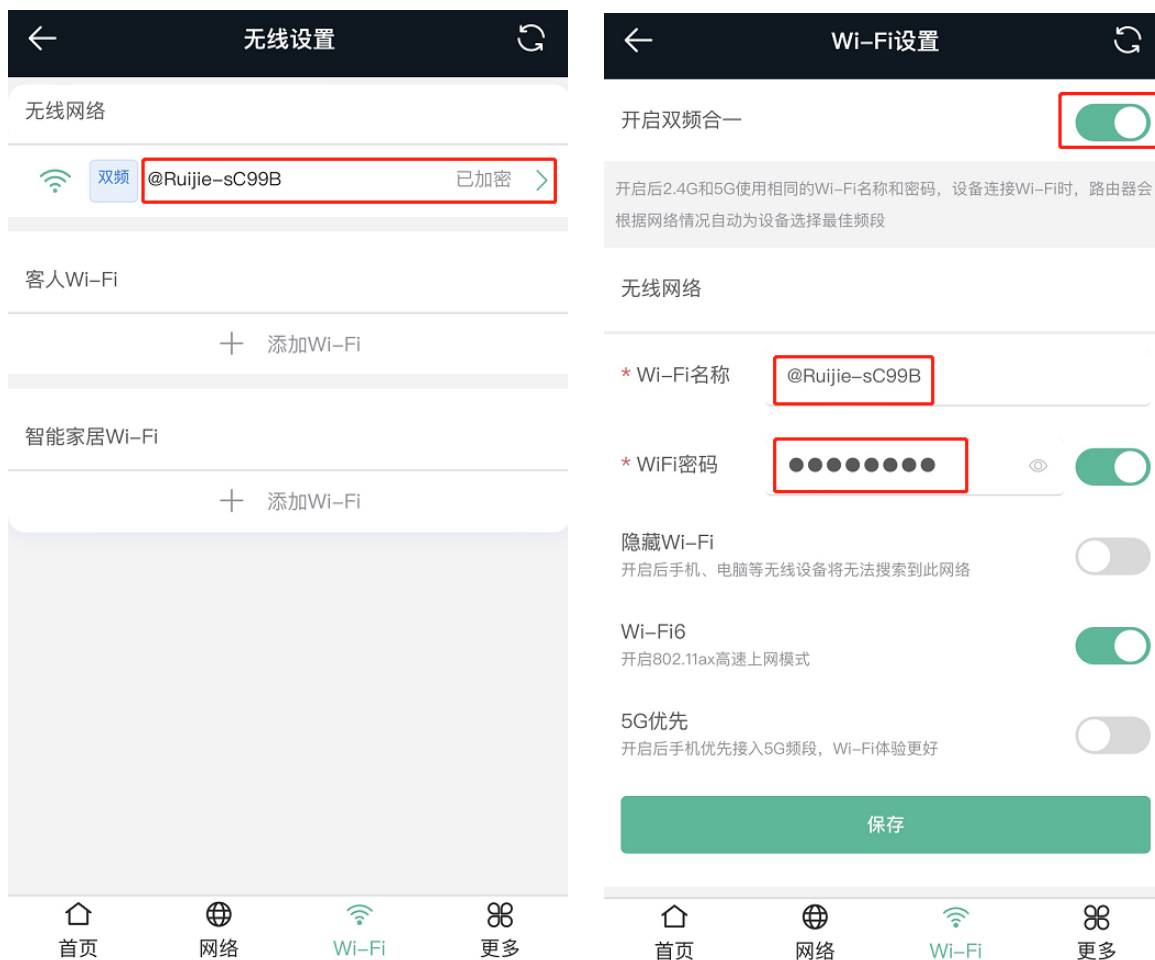 无线设置
无线网络
双频 @Ruijie-sC99B 已加密
客人Wi-Fi
添加Wi-Fi
智能家居Wi-Fi
添加Wi-Fi
首页 网络 Wi-Fi 更多
Wi-Fi设置
开启双频合一
开启后2.4G和5G使用相同的Wi-Fi名称和密码，设备连接Wi-Fi时，路由器会
根据网络情况自动为设备选择最佳频段
无线网络
* Wi-Fi名称 @Ruijie-sC99B
* WiFi密码 ●●●●●●●●
隐藏Wi-Fi
开启后手机、电脑等无线设备将无法搜索到此网络
Wi-Fi6
开启802.11ax高速上网模式
5G优先
开启后手机优先接入5G频段，Wi-Fi体验更好
保存
首页 网络 Wi-Fi 更多